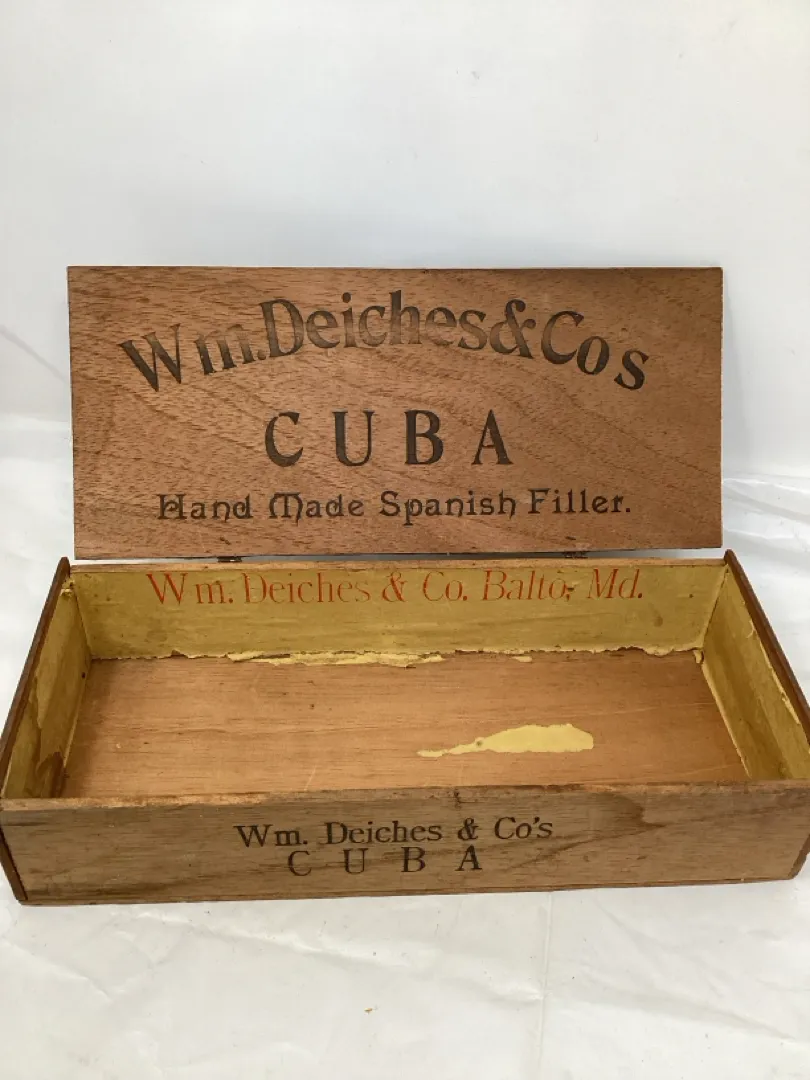 Wm. Deiches & Co's
CUBA
Hand Made Spanish Filler.
Wm. Deiches & Co. Balto, Md.
Wm. Deiches & Co's
CUBA